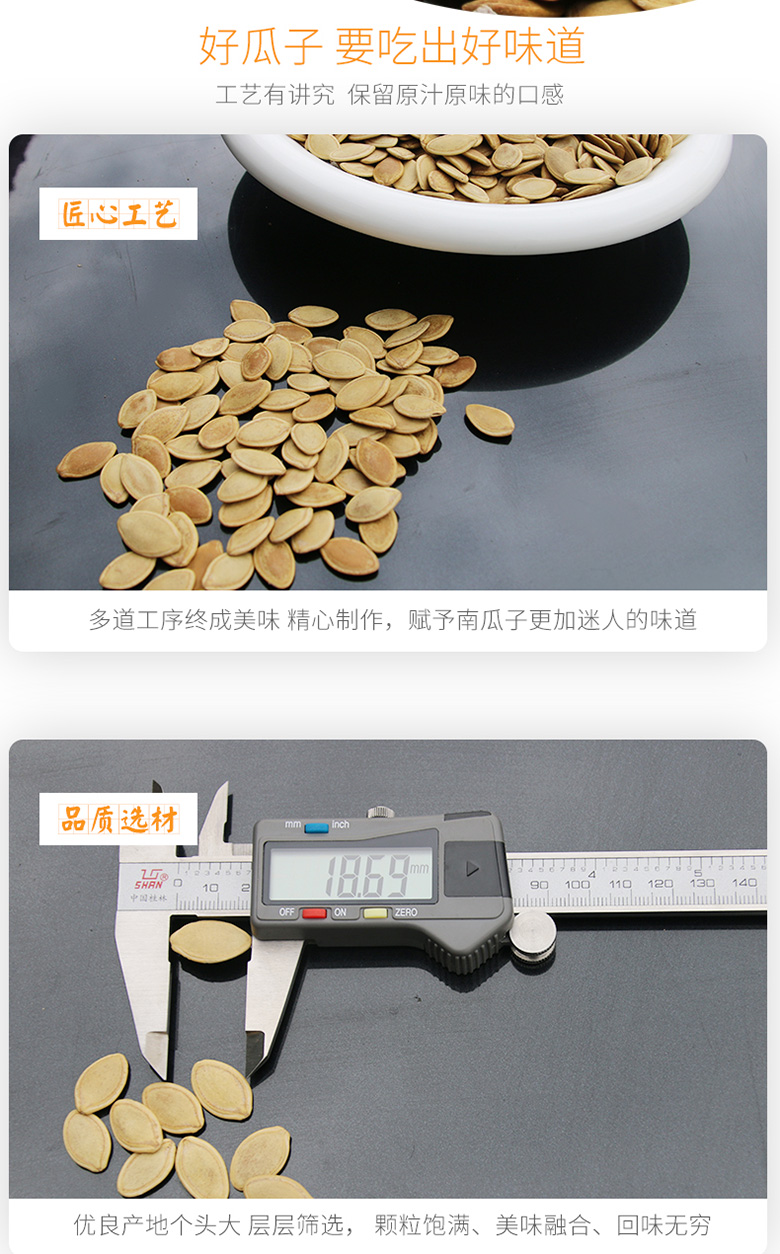 好瓜子 要吃出好味道
工艺有讲究 保留原汁原味的口感
匠心工艺
多道工序终成美味 精心制作，赋予南瓜子更加迷人的味道
品质选材
mm inch
18.69mm
OFF ON ZERO
SHAN®
中国桂林
0 10 2
4 5
90 100 110 120 130 140
优良产地个头大 层层筛选， 颗粒饱满、美味融合、回味无穷